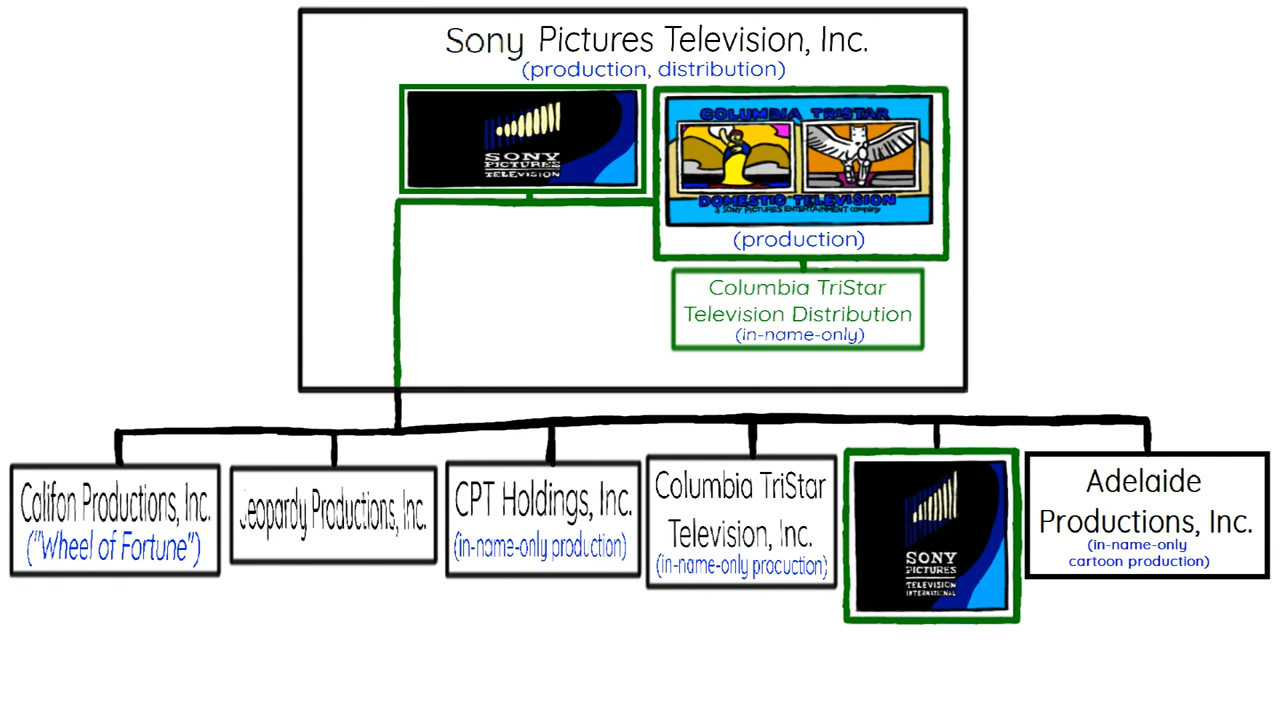 Sony Pictures Television, Inc.
(production, distribution)
SONY
PICTURES
TELEVISION
COLUMBIA TRISTAR
DOMESTIC TELEVISION
a SONY PICTURES ENTERTAINMENT company
(production)
Columbia TriStar
Television Distribution
(in-name-only)
Califon Productions, Inc.
("Wheel of Fortune")
Jeopardy Productions, Inc.
CPT Holdings, Inc.
(in-name-only production)
Columbia TriStar
Television, Inc.
(in-name-only procuction)
SONY
PICTURES
TELEVISION
INTERNATIONAL
Adelaide
Productions, Inc.
(in-name-only
cartoon production)